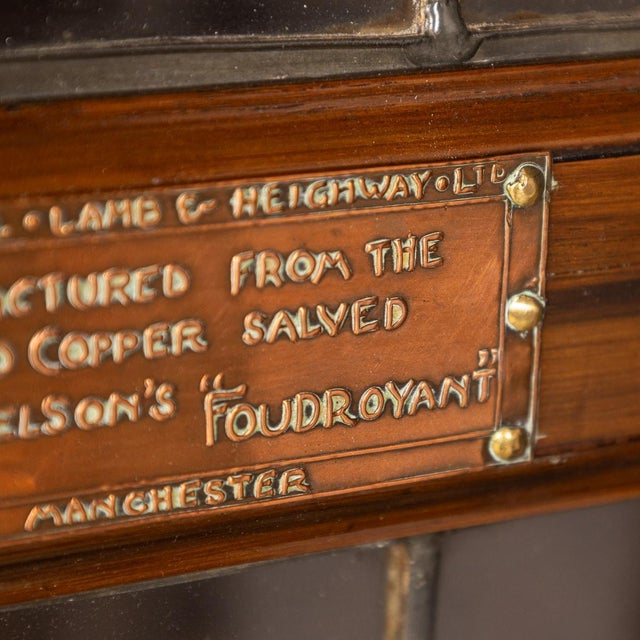 · LAMB & HEIGHWAY · LTD
CTURED FROM THE
COPPER SALVED
ELSON'S "FOUDROYANT"
MANCHESTER